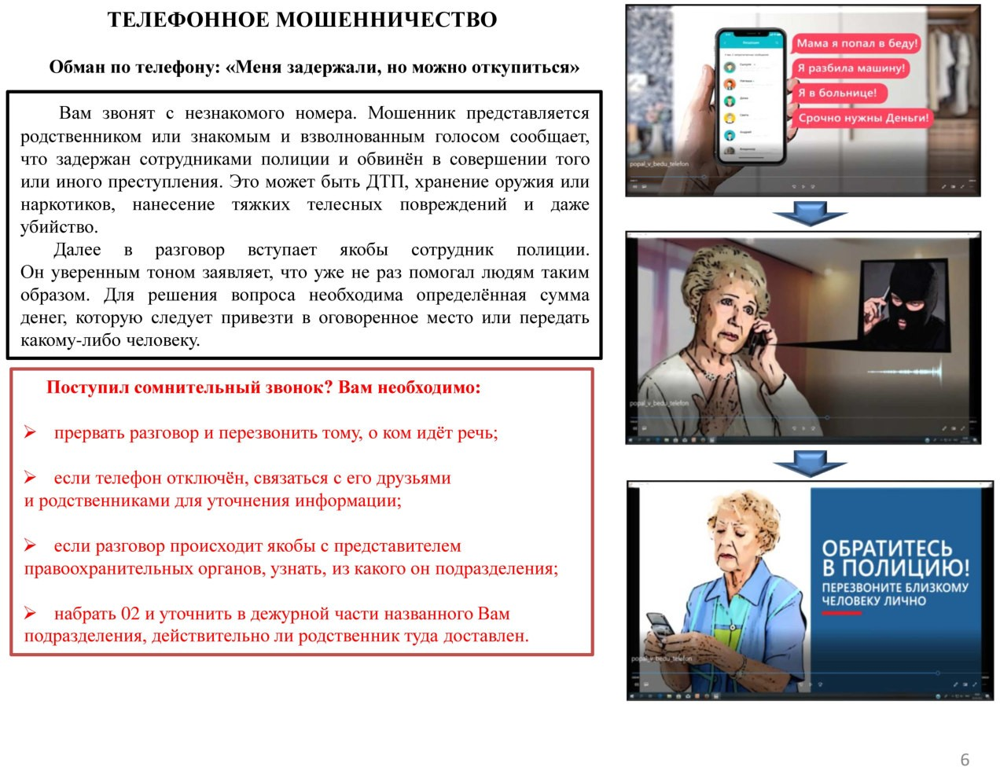 ТЕЛЕФОННОЕ МОШЕННИЧЕСТВО
Обман по телефону: «Меня задержали, но можно откупиться»
Вам звонят с незнакомого номера. Мошенник представляется
родственником или знакомым и взволнованным голосом сообщает,
что задержан сотрудниками полиции и обвинён в совершении того
или иного преступления. Это может быть ДТП, хранение оружия или
наркотиков, нанесение тяжких телесных повреждений и даже
убийство.
Далее в разговор вступает якобы сотрудник полиции.
Он уверенным тоном заявляет, что уже не раз помогал людям таким
образом. Для решения вопроса необходима определённая сумма
денег, которую следует привезти в оговоренное место или передать
какому-либо человеку.
Поступил сомнительный звонок? Вам необходимо:
прервать разговор и перезвонить тому, о ком идёт речь;
если телефон отключён, связаться с его друзьями
и родственниками для уточнения информации;
если разговор происходит якобы с представителем
правоохранительных органов, узнать, из какого он подразделения;
набрать 02 и уточнить в дежурной части названного Вам
подразделения, действительно ли родственник туда доставлен.
Мама я попал в беду!
Я разбила машину!
Я в больнице!
Срочно нужны Деньги!
popal_v_bedu_telefon
popal_v_bedu_telefon
ОБРАТИТЕСЬ
В ПОЛИЦИЮ!
ПЕРЕЗВОНИТЕ БЛИЗКОМУ
ЧЕЛОВЕКУ ЛИЧНО
popal_v_bedu_telefon
6